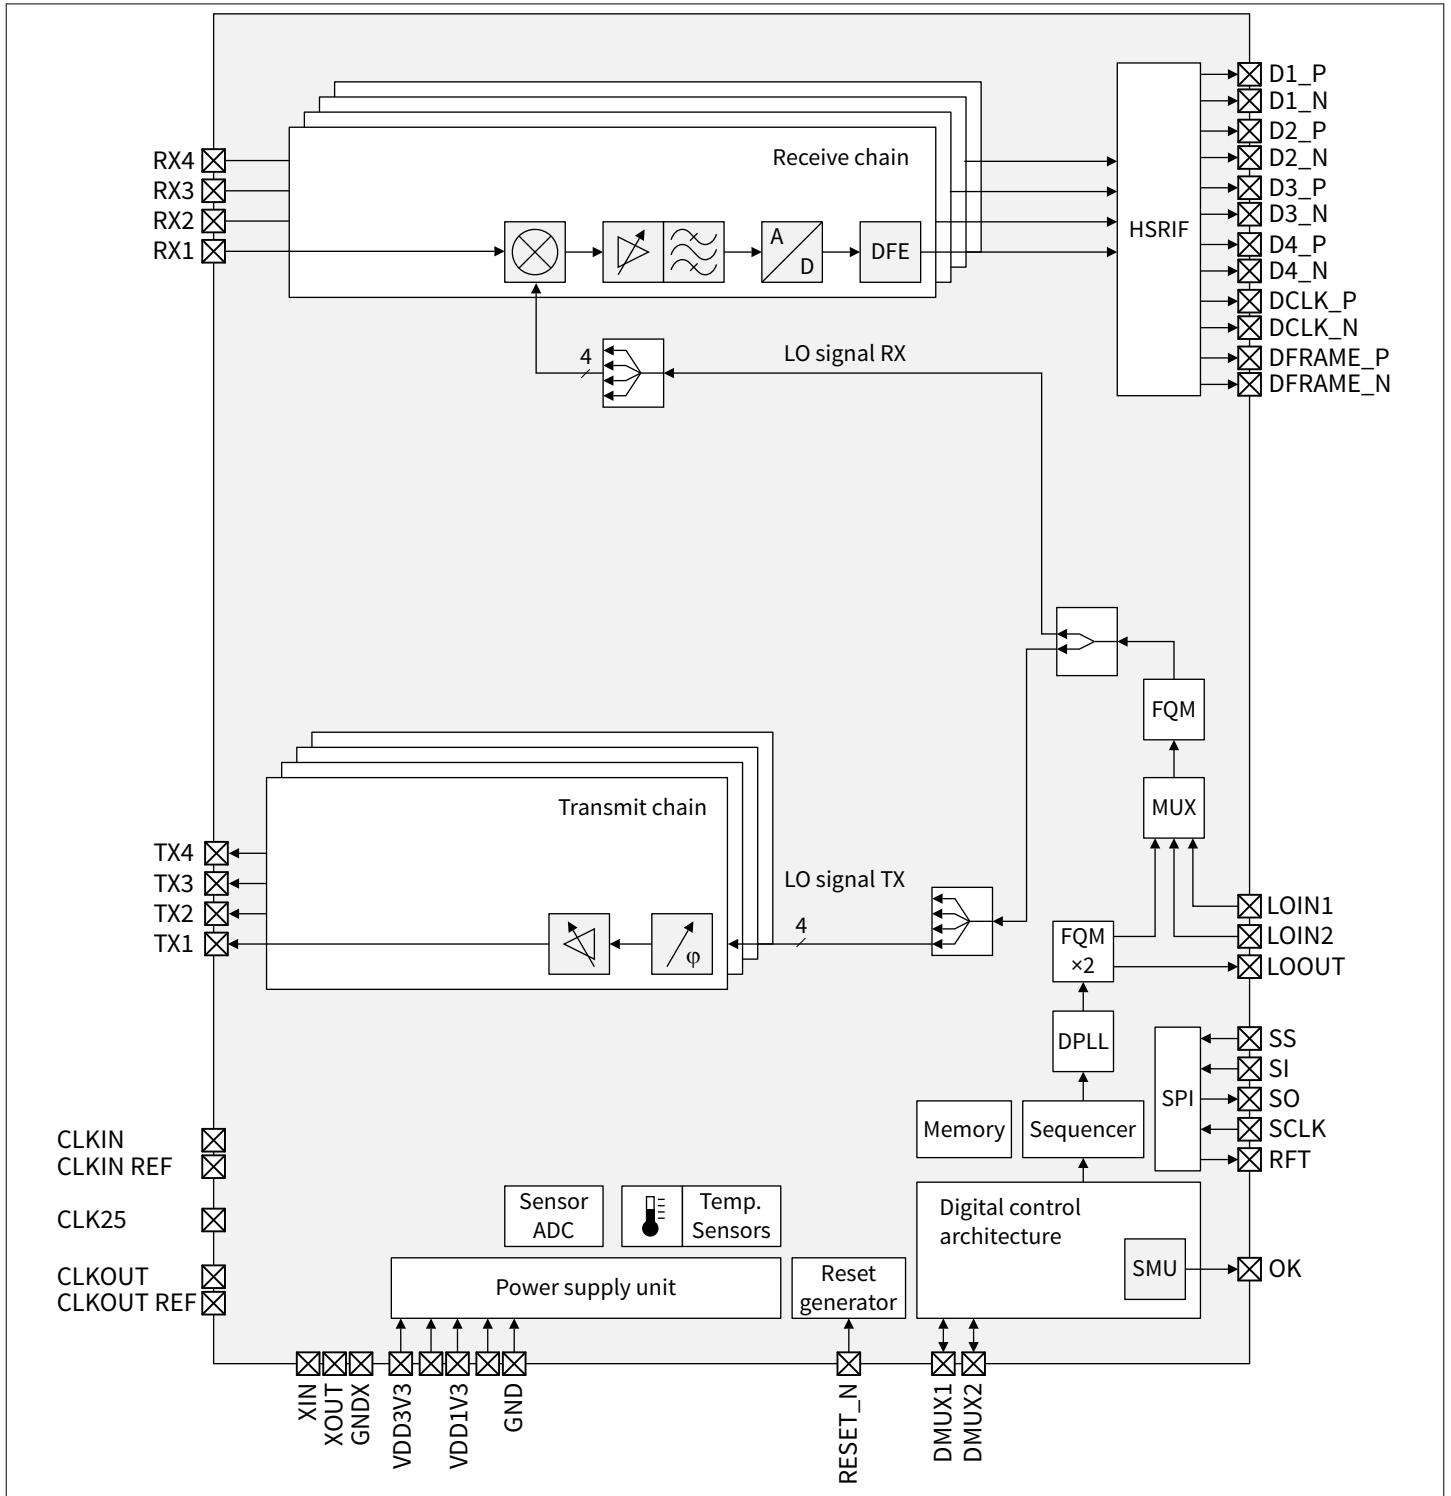 D1_P
D1_N
D2_P
D2_N
D3_P
D3_N
D4_P
D4_N
DCLK_P
DCLK_N
DFRAME_P
DFRAME_N
HSRIF
RX4
RX3
RX2
RX1
Receive chain
A
D
DFE
4
LO signal RX
FQM
MUX
Transmit chain
TX4
TX3
TX2
TX1
φ
LO signal TX
4
FQM
×2
LOIN1
LOIN2
LOOUT
DPLL
SPI
SS
SI
SO
SCLK
RFT
Memory
Sequencer
CLKIN
CLKIN REF
CLK25
CLKOUT
CLKOUT REF
Sensor
ADC
Temp.
Sensors
Digital control
architecture
SMU
OK
Power supply unit
Reset
generator
XIN
XOUT
GNDX
VDD3V3
VDD1V3
GND
RESET_N
DMUX1
DMUX2